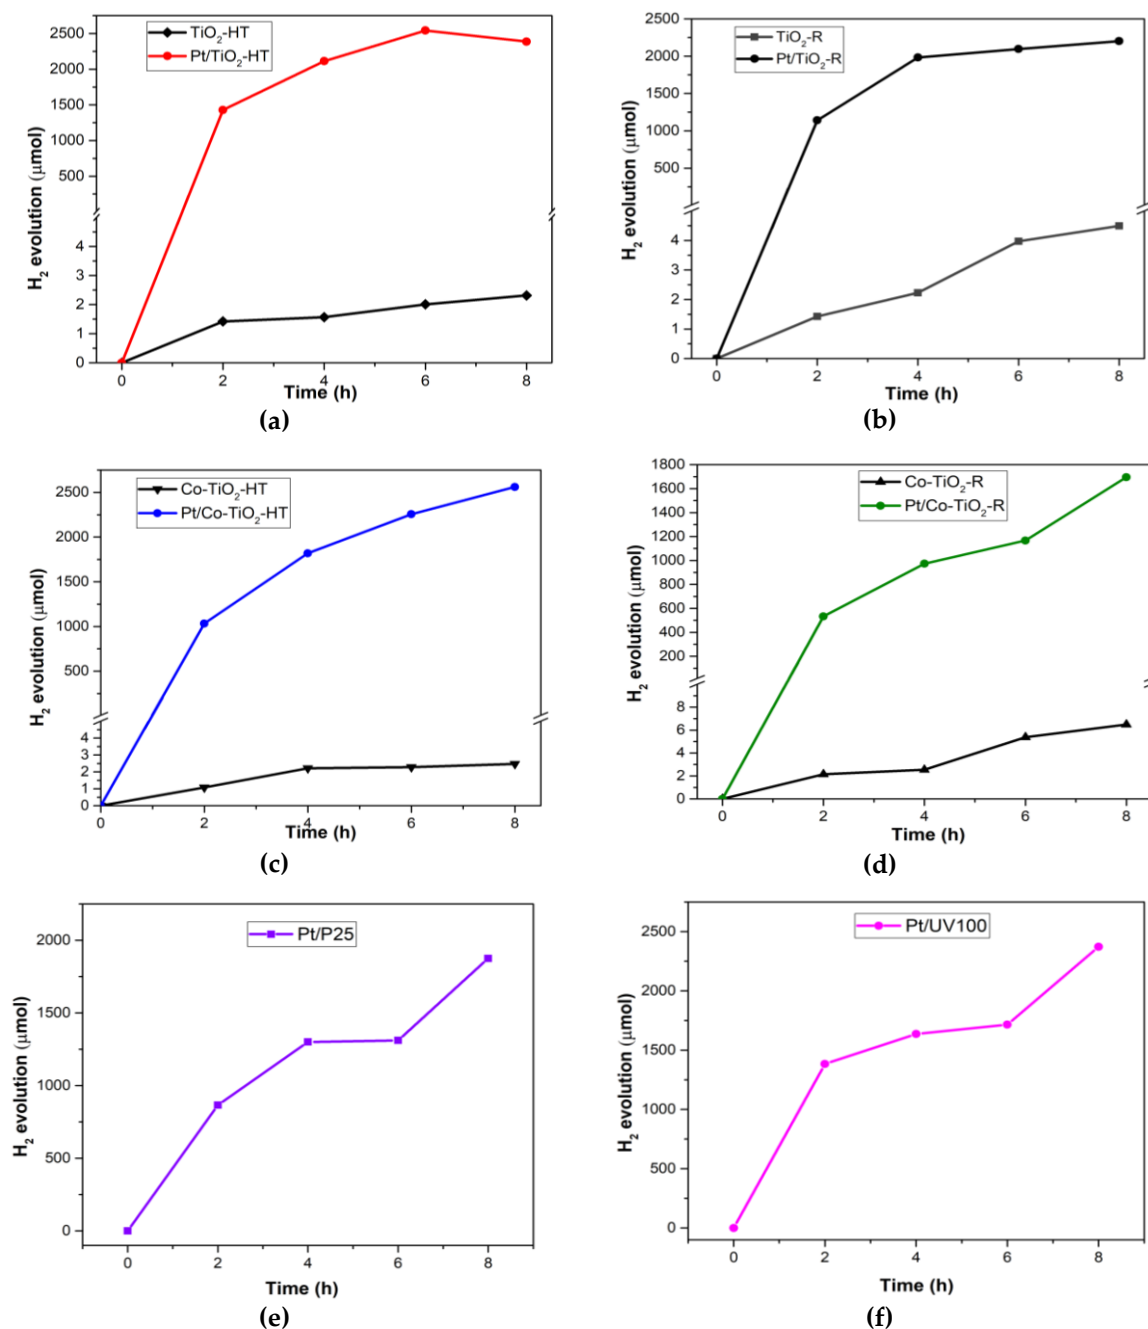 TiO₂-HT
Pt/TiO₂-HT
H₂ evolution (μmol)
2500
2000
1500
1000
500
4
3
2
1
0
0 2 4 6 8
Time (h)
(a)
TiO₂-R
Pt/TiO₂-R
H₂ evolution (μmol)
2500
2000
1500
1000
500
4
3
2
1
0
0 2 4 6 8
Time (h)
(b)
Co-TiO₂-HT
Pt/Co-TiO₂-HT
H₂ evolution (μmol)
2500
2000
1500
1000
500
4
3
2
1
0
0 2 4 6 8
Time (h)
(c)
Co-TiO₂-R
Pt/Co-TiO₂-R
H₂ evolution (μmol)
1800
1600
1400
1200
1000
800
600
400
200
8
6
4
2
0
0 2 4 6 8
Time (h)
(d)
Pt/P25
H₂ evolution (μmol)
2000
1500
1000
500
0
0 2 4 6 8
Time (h)
(e)
Pt/UV100
H₂ evolution (μmol)
2500
2000
1500
1000
500
0
0 2 4 6 8
Time (h)
(f)